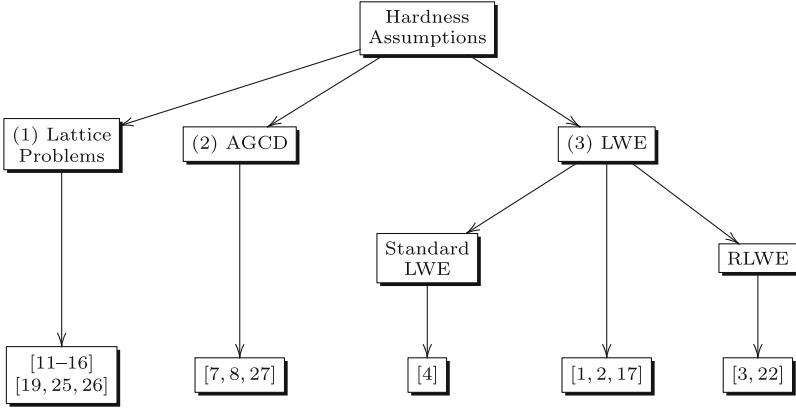 Hardness
Assumptions
(1) Lattice
Problems
(2) AGCD
(3) LWE
Standard
LWE
RLWE
[11–16]
[19, 25, 26]
[7, 8, 27]
[4]
[1, 2, 17]
[3, 22]